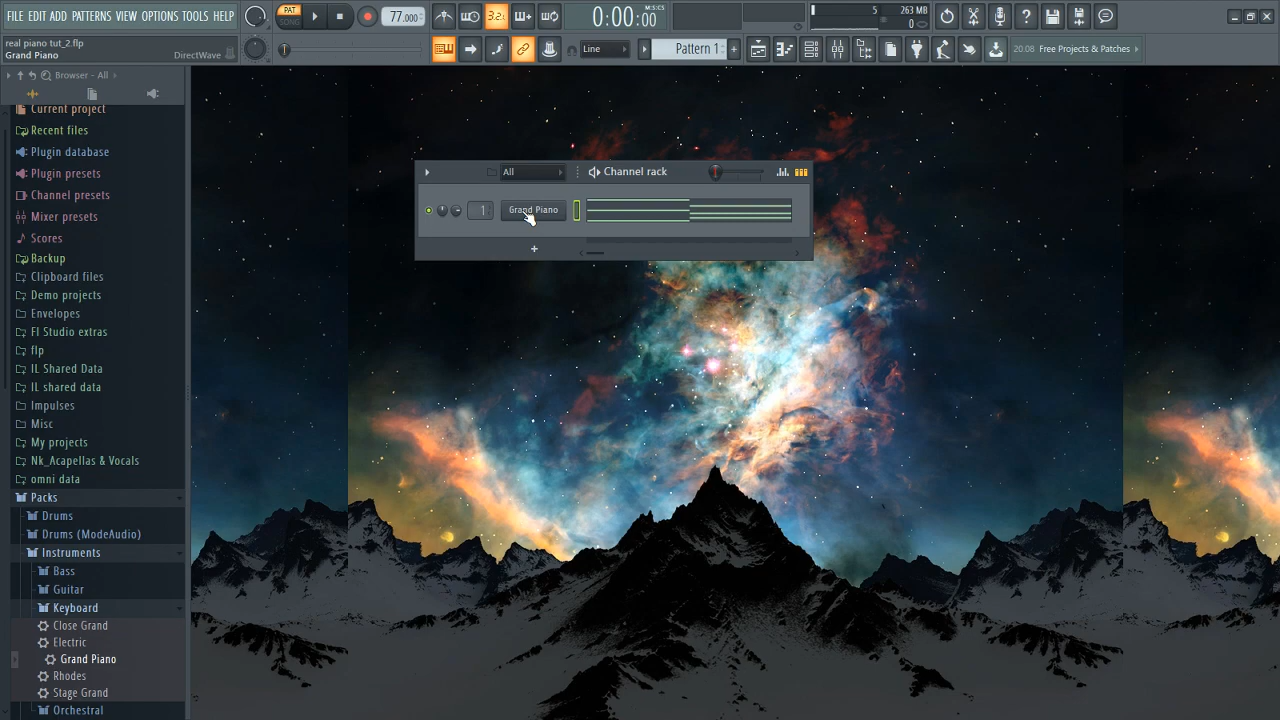 FILE EDIT ADD PATTERNS VIEW OPTIONS TOOLS HELP
PAT
SONG
77.000
3.2.
0:00:00
M:S:CS
5
263 MB
0
real piano tut_2.flp
Grand Piano
DirectWave
Line
Pattern 1
20.08 Free Projects & Patches
Browser - All
Current project
Recent files
Plugin database
Plugin presets
Channel presets
Mixer presets
Scores
Backup
Clipboard files
Demo projects
Envelopes
Fl Studio extras
flp
IL Shared Data
IL shared data
Impulses
Misc
My projects
Nk_Acapellas & Vocals
omni data
Packs
Drums
Drums (ModeAudio)
Instruments
Bass
Guitar
Keyboard
Close Grand
Electric
Grand Piano
Rhodes
Stage Grand
Orchestral
All
Channel rack
1
Grand Piano